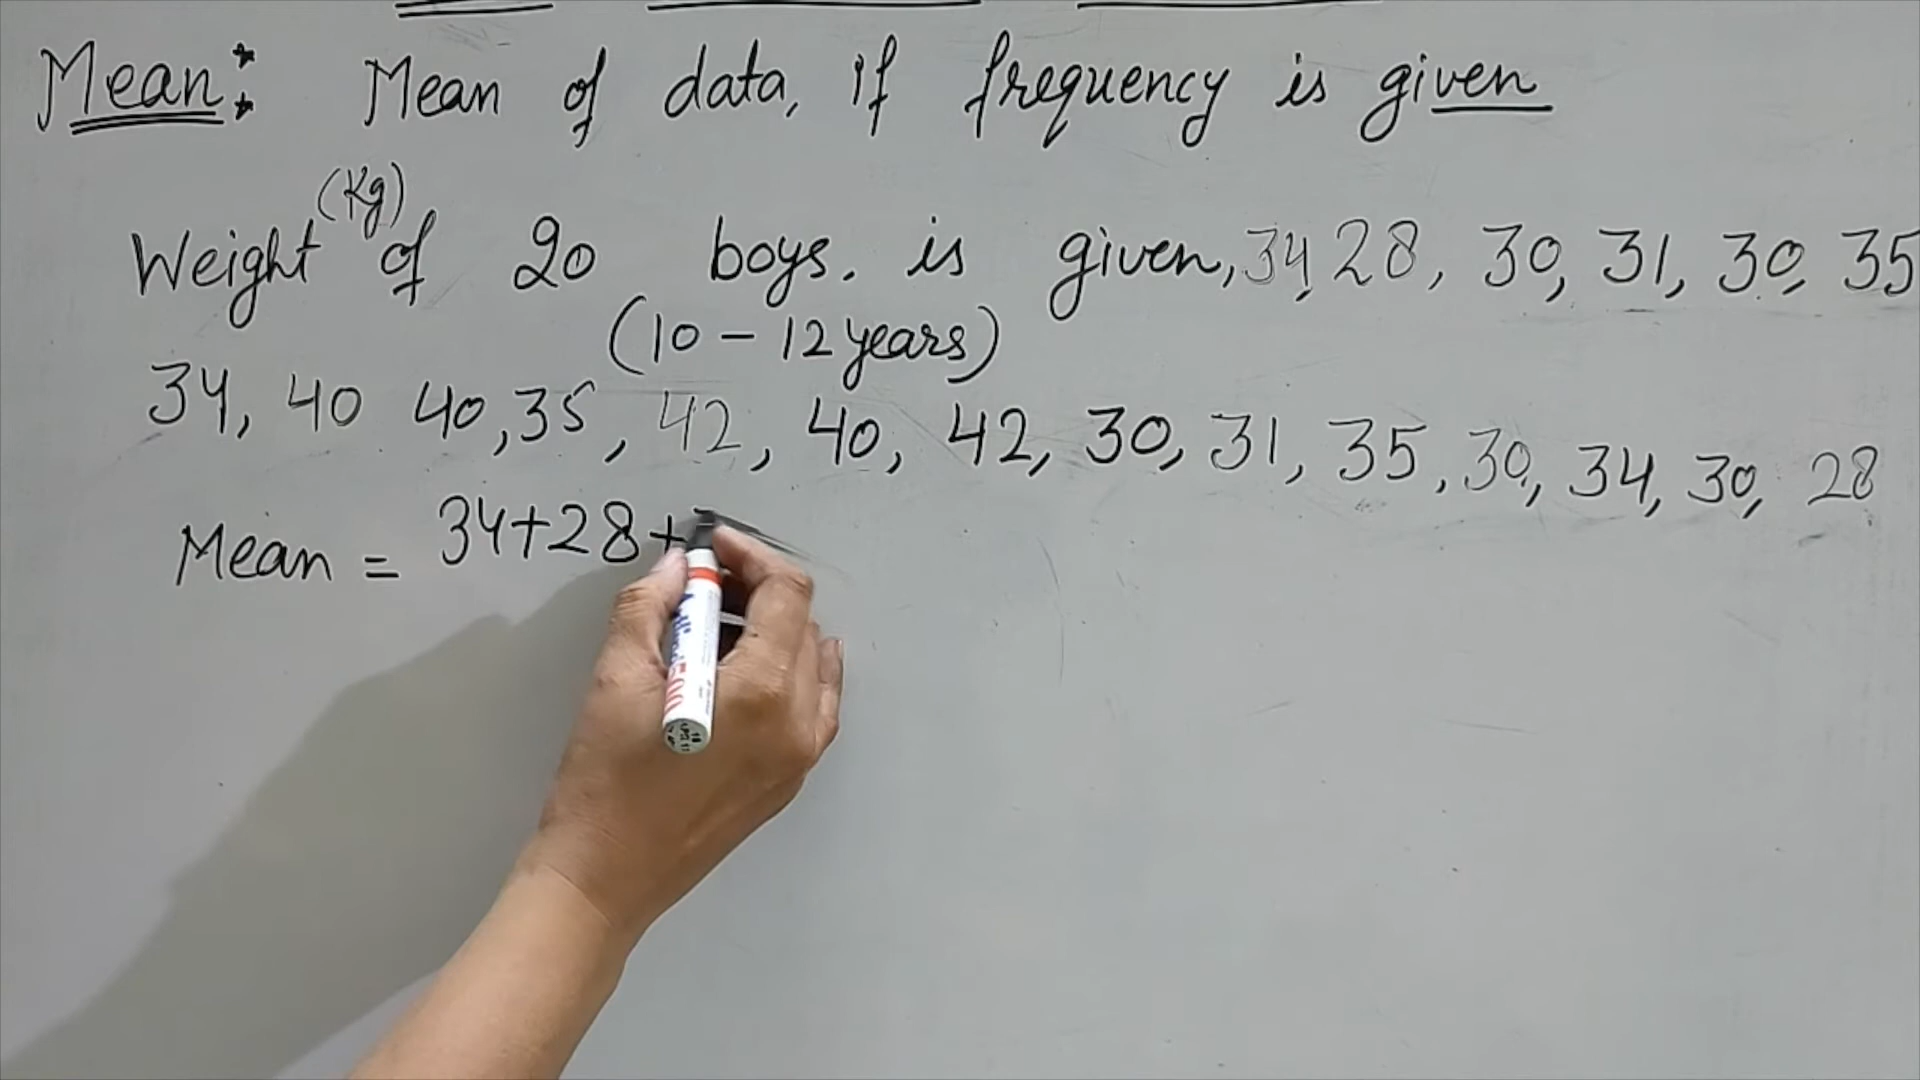 Mean: Mean of data, if frequency is given
(Kg)
Weight of 20 boys. is given, 34, 28, 30, 31, 30, 35
(10 - 12 years)
34, 40 40, 35, 42, 40, 42, 30, 31, 35, 30, 34, 30, 28
Mean = 34+28+
500